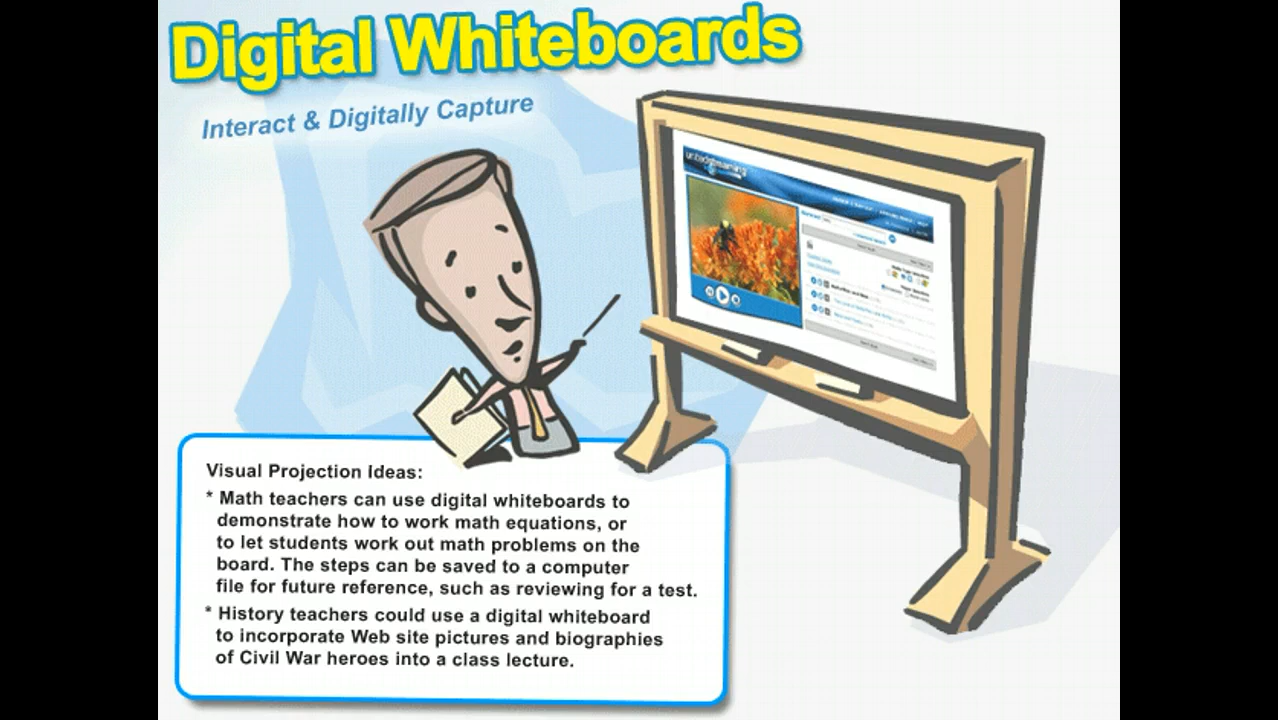 Digital Whiteboards
Interact & Digitally Capture
unitedstreaming
Visual Projection Ideas:
* Math teachers can use digital whiteboards to
demonstrate how to work math equations, or
to let students work out math problems on the
board. The steps can be saved to a computer
file for future reference, such as reviewing for a test.
* History teachers could use a digital whiteboard
to incorporate Web site pictures and biographies
of Civil War heroes into a class lecture.